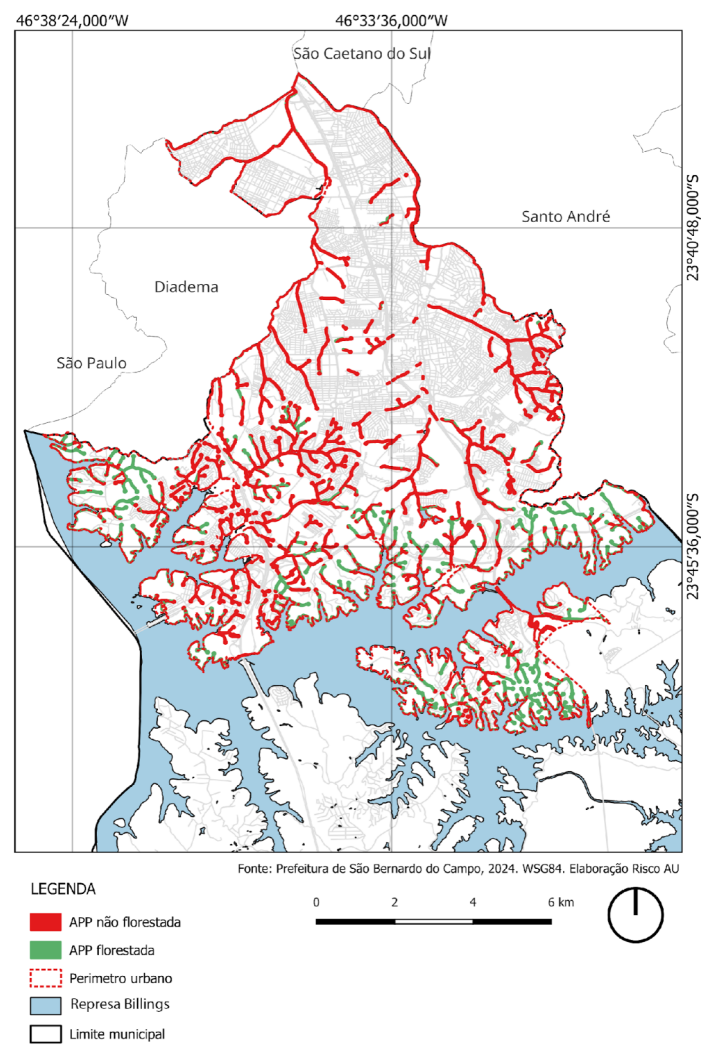 46°38'24,000"W
46°33'36,000"W
São Caetano do Sul
Santo André
23°40'48,000"S
Diadema
São Paulo
23°45'36,000"S
Fonte: Prefeitura de São Bernardo do Campo, 2024. WSG84. Elaboração Risco AU
LEGENDA
APP não florestada
APP florestada
Perimetro urbano
Represa Billings
Limite municipal
0 2 4 6 km